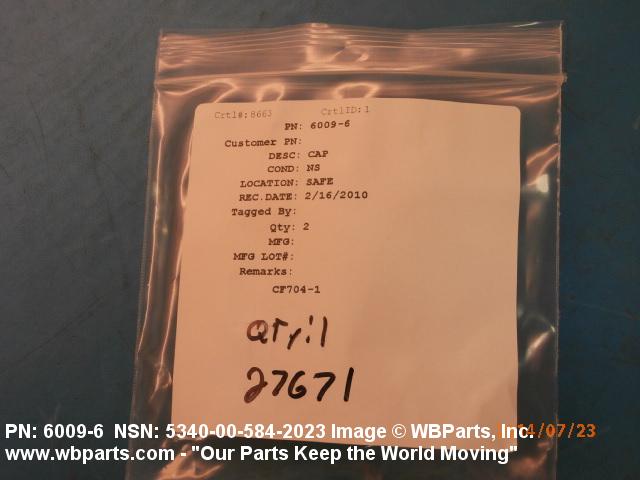 Crtl#: 8663 CrtlID: 1
PN: 6009-6
Customer PN:
DESC: CAP
COND: NS
LOCATION: SAFE
REC.DATE: 2/16/2010
Tagged By:
Qty: 2
MFG:
MFG LOT#:
Remarks:
CF704-1
QTY:1
27671
PN: 6009-6 NSN: 5340-00-584-2023 Image © WBParts, Inc.
www.wbparts.com - "Our Parts Keep the World Moving"